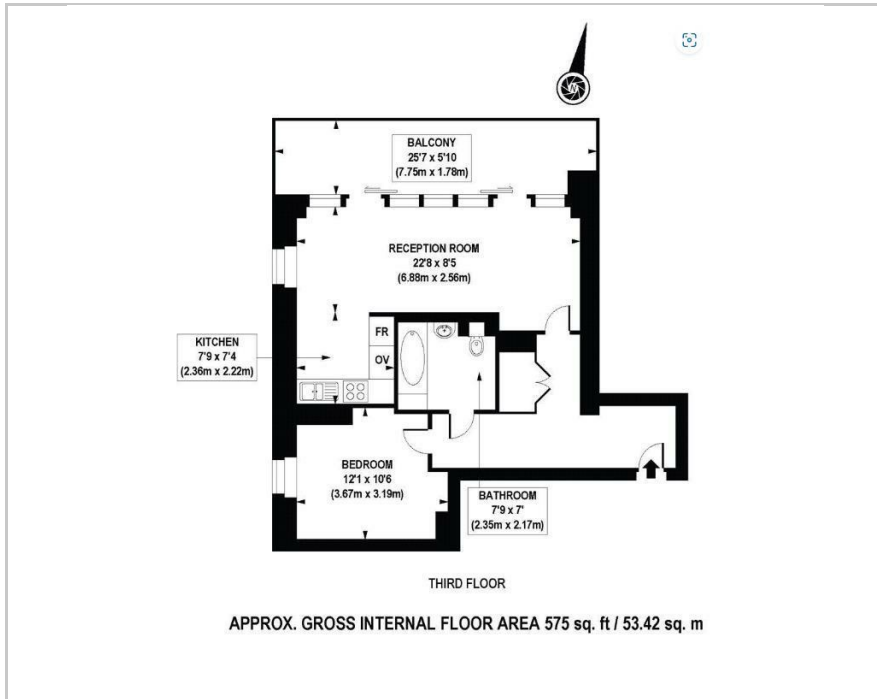 BALCONY
25'7 x 5'10
(7.75m x 1.78m)
RECEPTION ROOM
22'8 x 8'5
(6.88m x 2.56m)
KITCHEN
7'9 x 7'4
(2.36m x 2.22m)
FR
OV
BEDROOM
12'1 x 10'6
(3.67m x 3.19m)
BATHROOM
7'9 x 7'
(2.35m x 2.17m)
THIRD FLOOR
APPROX. GROSS INTERNAL FLOOR AREA 575 sq. ft / 53.42 sq. m